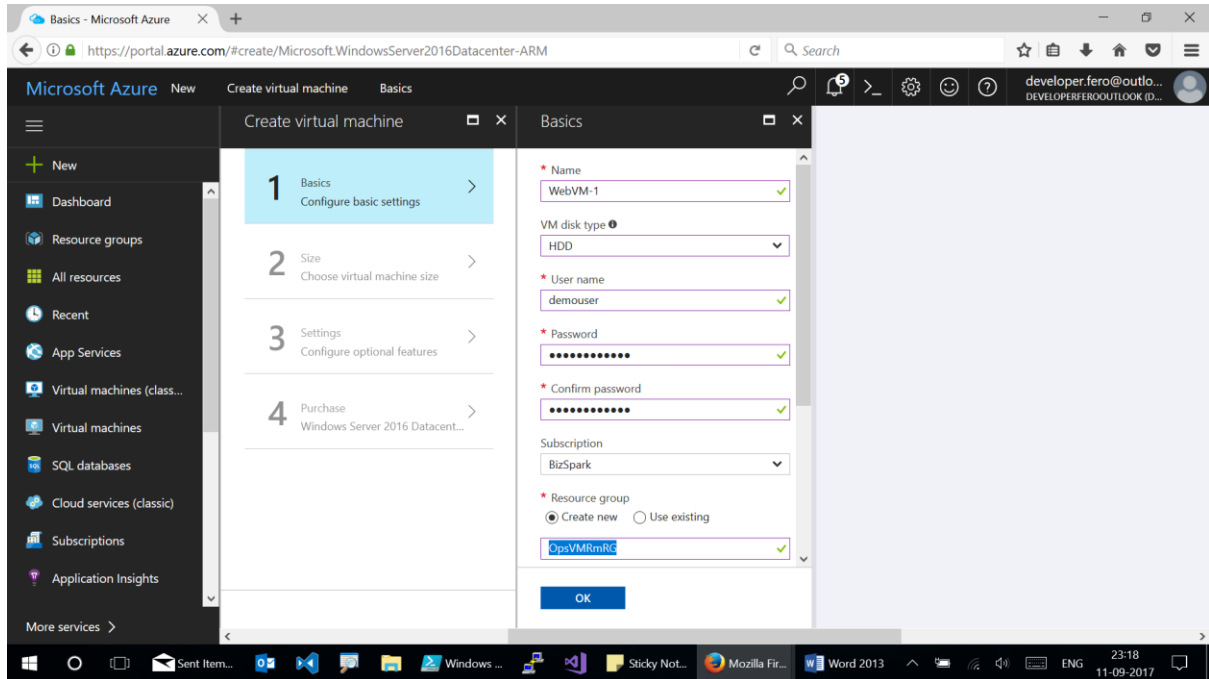 Basics - Microsoft Azure
https://portal.azure.com/#create/Microsoft.WindowsServer2016Datacenter-ARM
Search
Microsoft Azure New Create virtual machine Basics
5
developer.fero@outlo...
DEVELOPERFEROOUTLOOK (D...
New
Dashboard
Resource groups
All resources
Recent
App Services
Virtual machines (class...
Virtual machines
SQL databases
Cloud services (classic)
Subscriptions
Application Insights
More services >
Create virtual machine
1 Basics
Configure basic settings
2 Size
Choose virtual machine size
3 Settings
Configure optional features
4 Purchase
Windows Server 2016 Datacent...
Basics
* Name
WebVM-1
VM disk type
HDD
* User name
demouser
* Password
••••••••••••
* Confirm password
••••••••••••
Subscription
BizSpark
* Resource group
Create new Use existing
OpsVMRmRG
OK
Sent Item... Windows ... Sticky Not... Mozilla Fir... Word 2013 ENG
23:18
11-09-2017